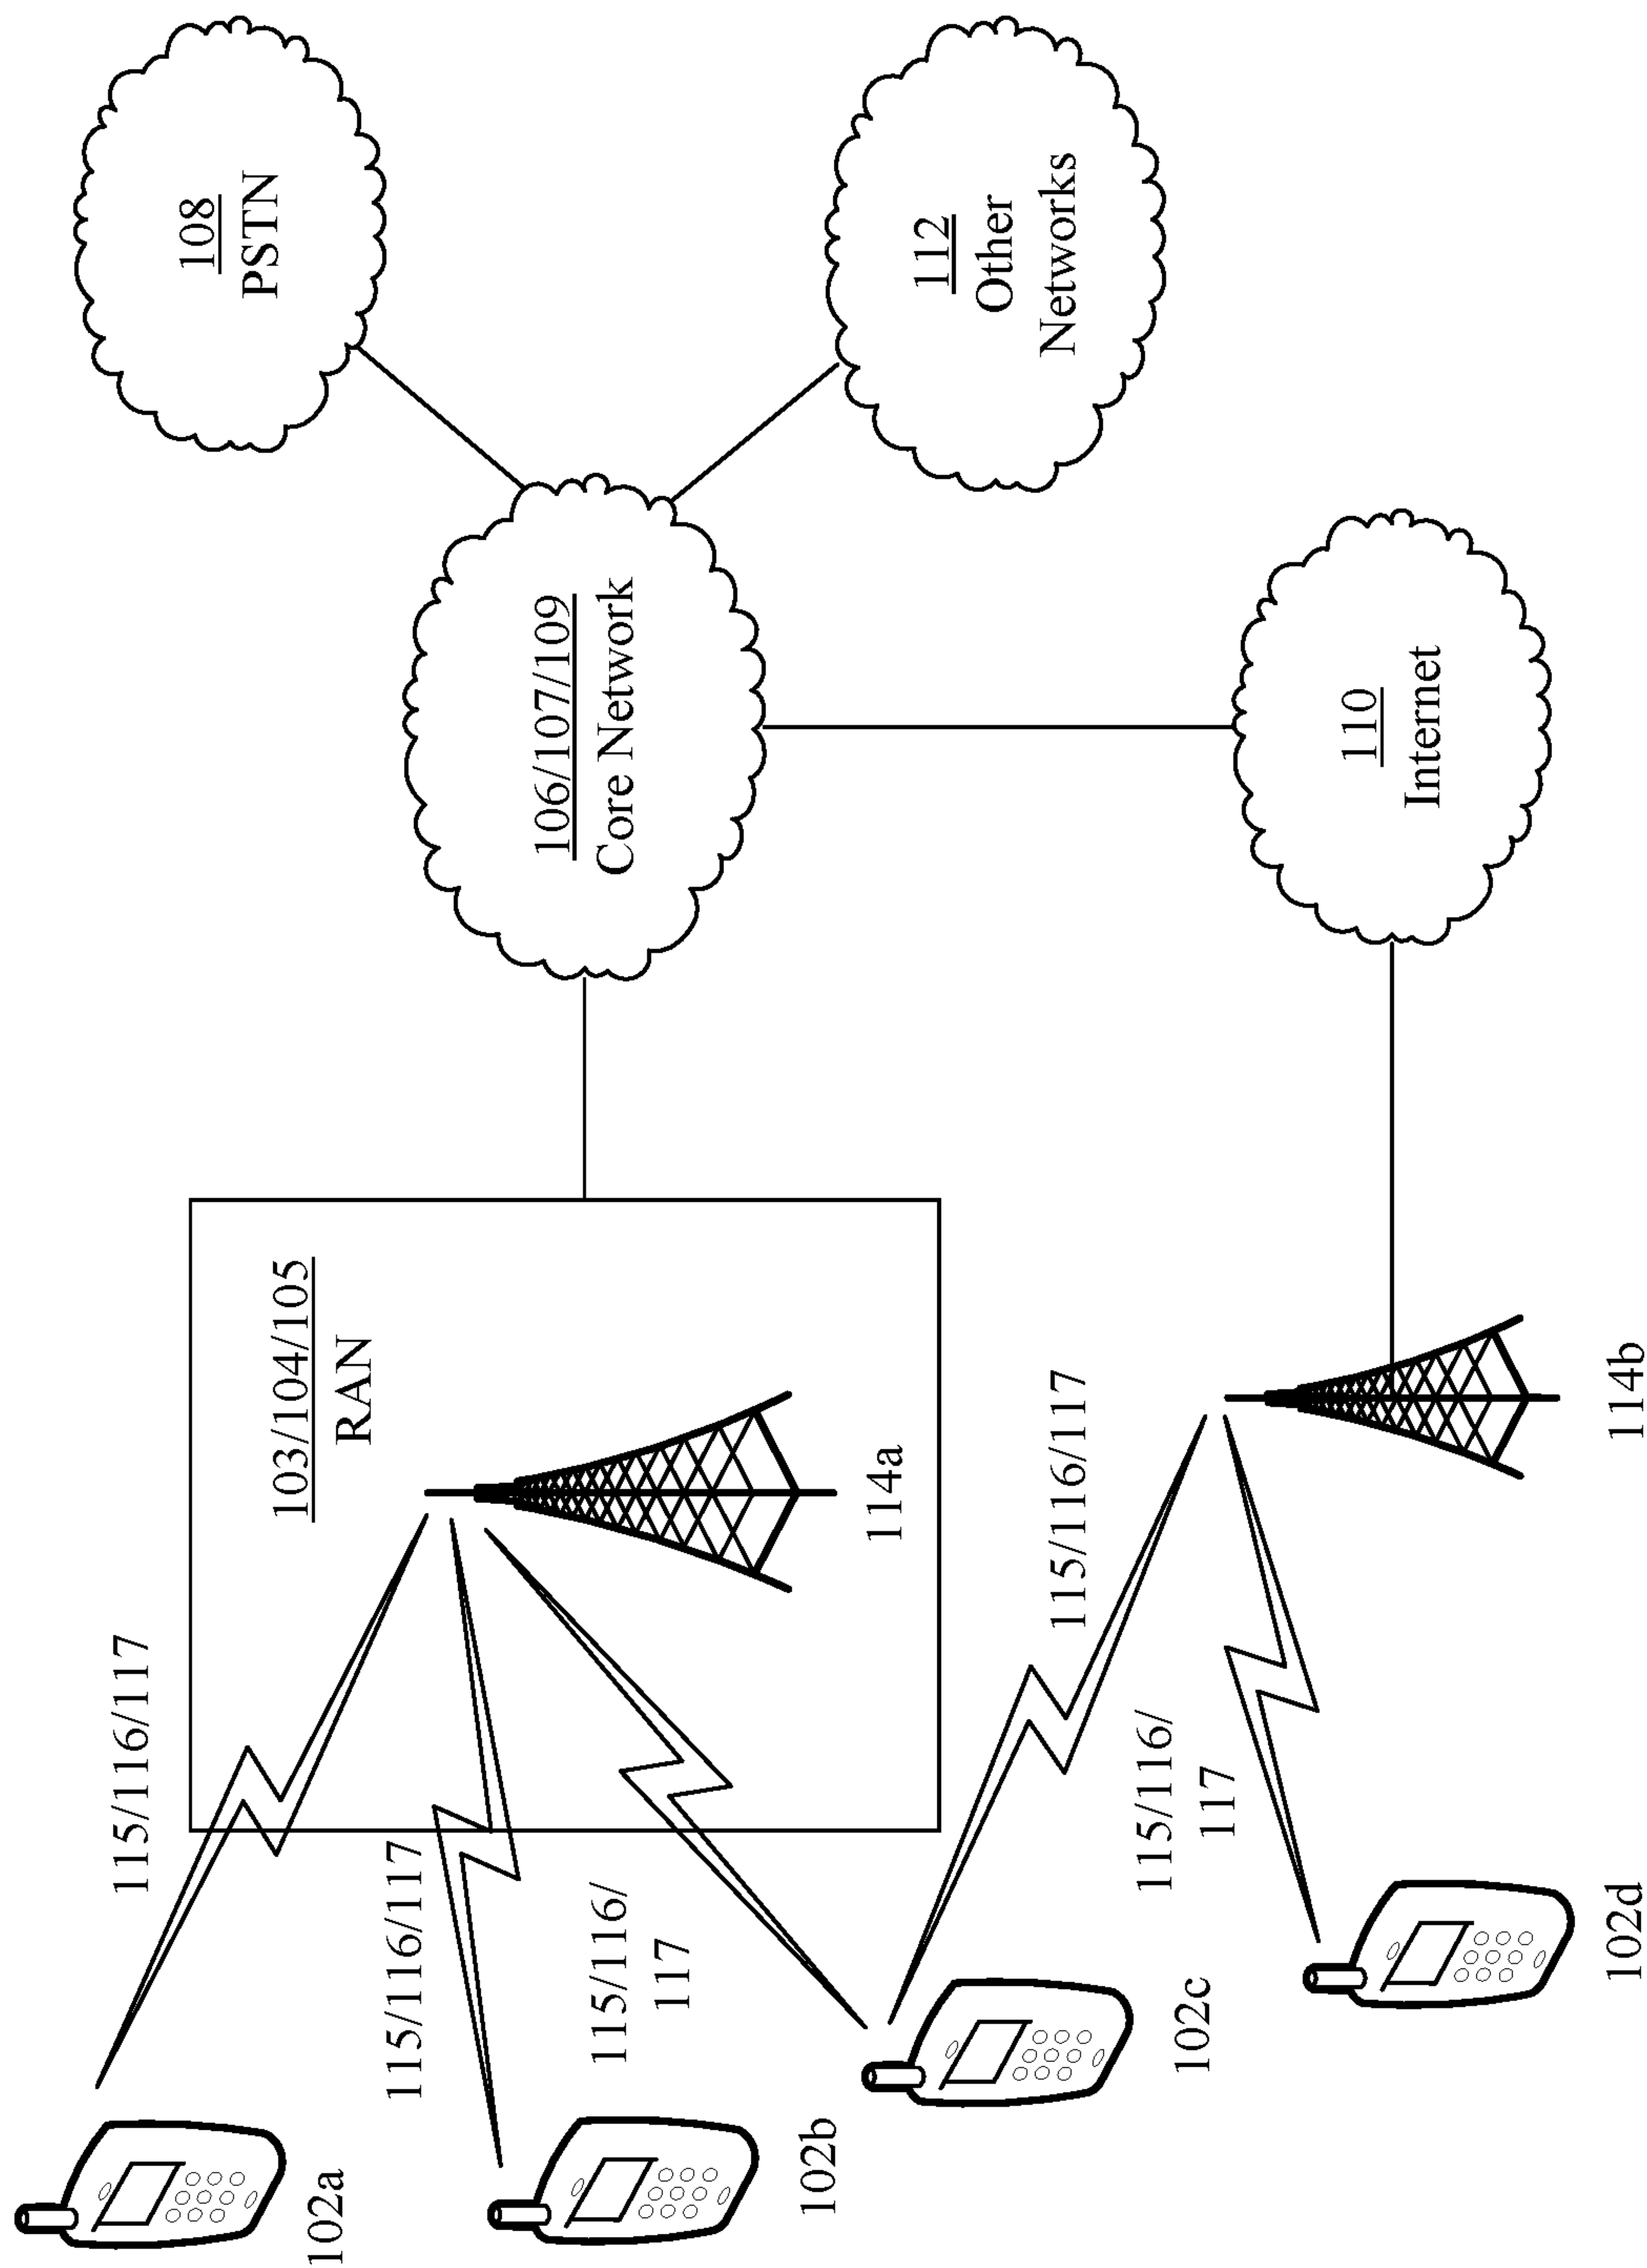 115/116/117
103/104/105
RAN
108
PSTN
102a
115/116/117
106/107/109
Core Network
115/116/
117
114a
112
Other
Networks
102b
115/116/117
102c
115/116/
117
110
Internet
102d
114b